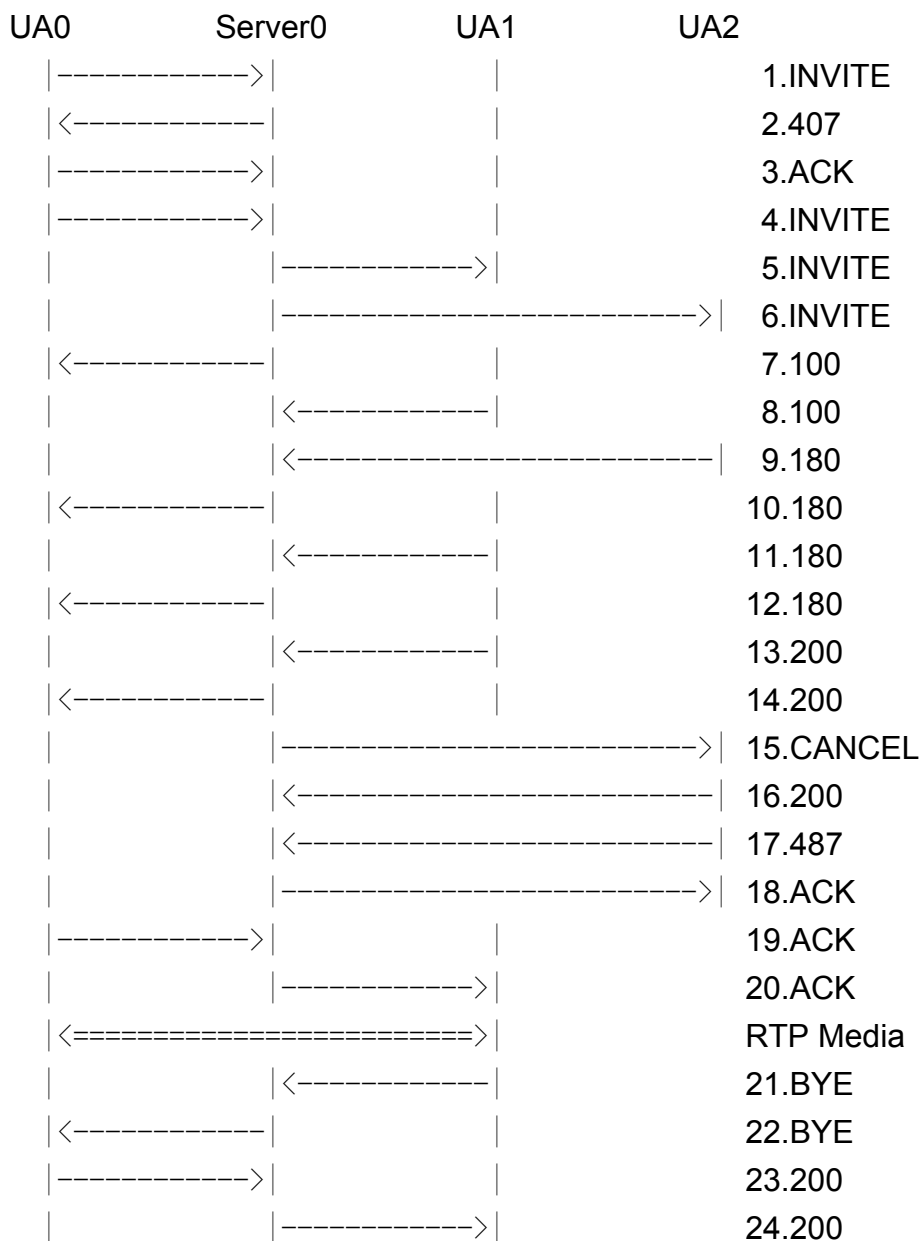 UA0 Server0 UA1 UA2
|------------>| | 1.INVITE
|<------------| | 2.407
|------------>| | 3.ACK
|------------>| | 4.INVITE
| |------------>| 5.INVITE
| |-------------------------->| 6.INVITE
|<------------| | 7.100
| |<------------| 8.100
| |<--------------------------| 9.180
|<------------| | 10.180
| |<------------| 11.180
|<------------| | 12.180
| |<------------| 13.200
|<------------| | 14.200
| |-------------------------->| 15.CANCEL
| |<--------------------------| 16.200
| |<--------------------------| 17.487
| |-------------------------->| 18.ACK
|------------>| | 19.ACK
| |------------>| 20.ACK
|<=========================>| RTP Media
| |<------------| 21.BYE
|<------------| | 22.BYE
|------------>| | 23.200
| |------------>| 24.200